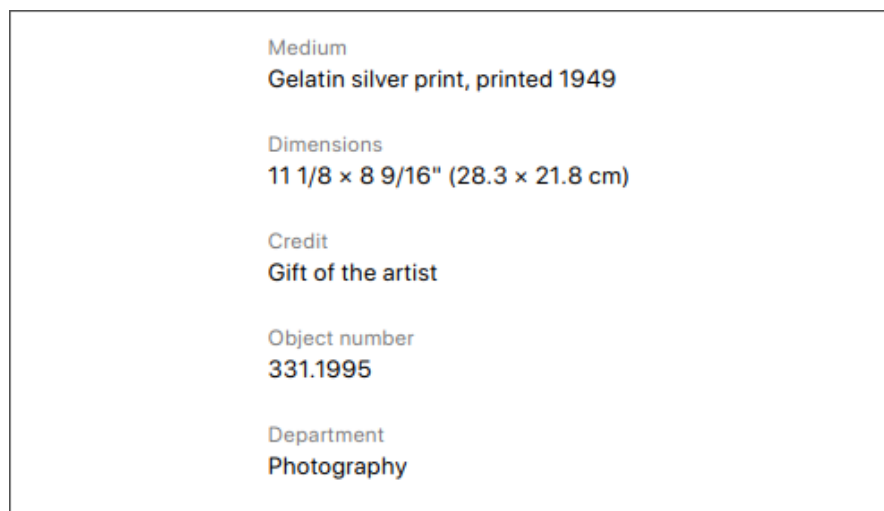 Medium
Gelatin silver print, printed 1949
Dimensions
11 1/8 × 8 9/16" (28.3 × 21.8 cm)
Credit
Gift of the artist
Object number
331.1995
Department
Photography